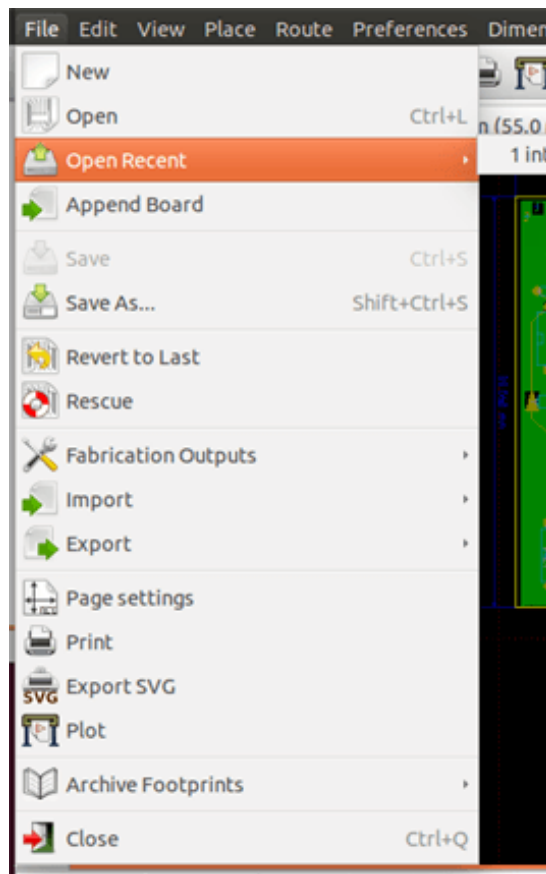 File Edit View Place Route Preferences Dimen
New
Open Ctrl+L
n (55.0
Open Recent
1 int
Append Board
Save Ctrl+S
Save As... Shift+Ctrl+S
Revert to Last
Rescue
Fabrication Outputs
Import
Export
Page settings
Print
SVG Export SVG
Plot
Archive Footprints
Close Ctrl+Q